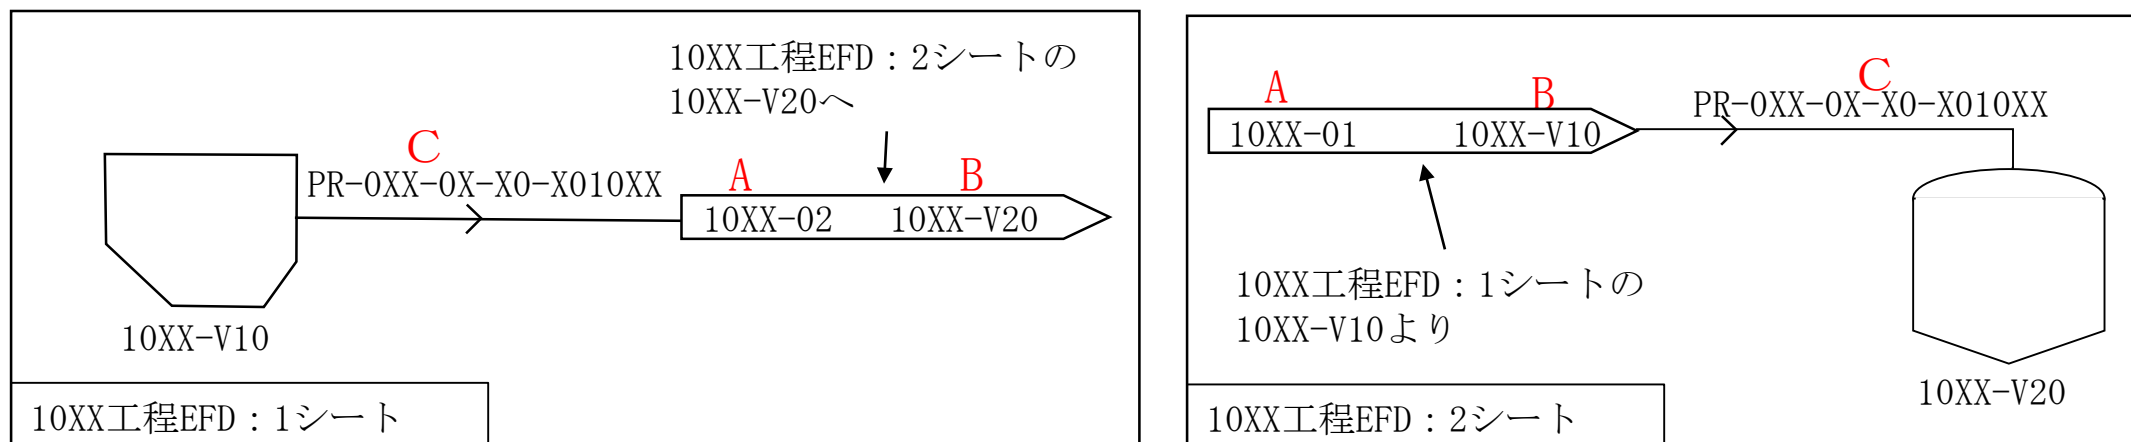 10XX工程EFD：2シートの
10XX-V20へ
C
PR-0XX-0X-X0-X010XX
A
B
10XX-02
10XX-V20
10XX-V10
10XX工程EFD：1シート
A
B
C
PR-0XX-0X-X0-X010XX
10XX-01
10XX-V10
10XX工程EFD：1シートの
10XX-V10より
10XX-V20
10XX工程EFD：2シート